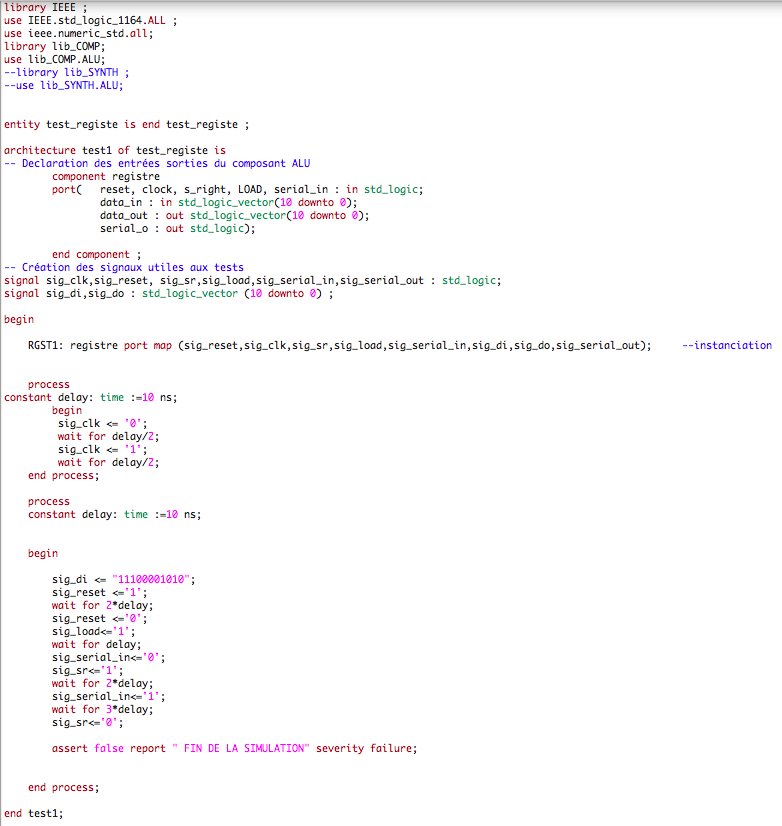 library IEEE ;
use IEEE.std_logic_1164.ALL ;
use ieee.numeric_std.all;
library lib_COMP;
use lib_COMP.ALU;
--library lib_SYNTH ;
--use lib_SYNTH.ALU;
entity test_registe is end test_registe ;
architecture test1 of test_registe is
-- Declaration des entrées sorties du composant ALU
component registre
port( reset, clock, s_right, LOAD, serial_in : in std_logic;
data_in : in std_logic_vector(10 downto 0);
data_out : out std_logic_vector(10 downto 0);
serial_o : out std_logic);
end component ;
-- Création des signaux utiles aux tests
signal sig_clk,sig_reset, sig_sr,sig_load,sig_serial_in,sig_serial_out : std_logic;
signal sig_di,sig_do : std_logic_vector (10 downto 0) ;
begin
RGST1: registre port map (sig_reset,sig_clk,sig_sr,sig_load,sig_serial_in,sig_di,sig_do,sig_serial_out); --instanciation
process
constant delay: time :=10 ns;
begin
sig_clk <= '0';
wait for delay/2;
sig_clk <= '1';
wait for delay/2;
end process;
process
constant delay: time :=10 ns;
begin
sig_di <= "11100001010";
sig_reset <='1';
wait for 2*delay;
sig_reset <='0';
sig_load<='1';
wait for delay;
sig_serial_in<='0';
sig_sr<='1';
wait for 2*delay;
sig_serial_in<='1';
wait for 3*delay;
sig_sr<='0';
assert false report " FIN DE LA SIMULATION" severity failure;
end process;
end test1;